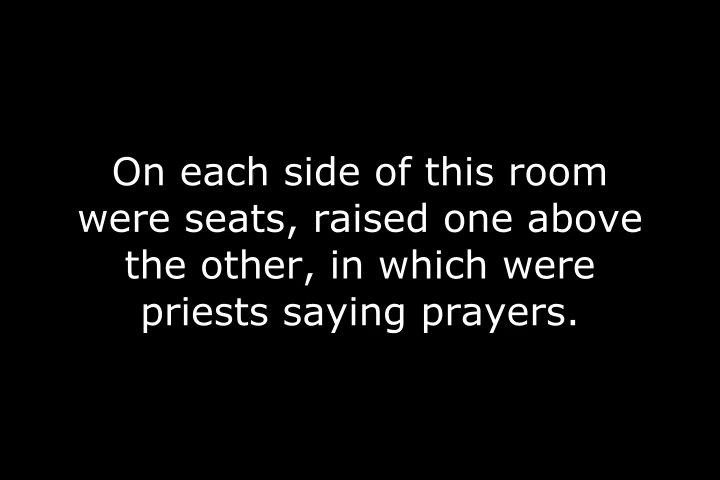 On each side of this room
were seats, raised one above
the other, in which were
priests saying prayers.